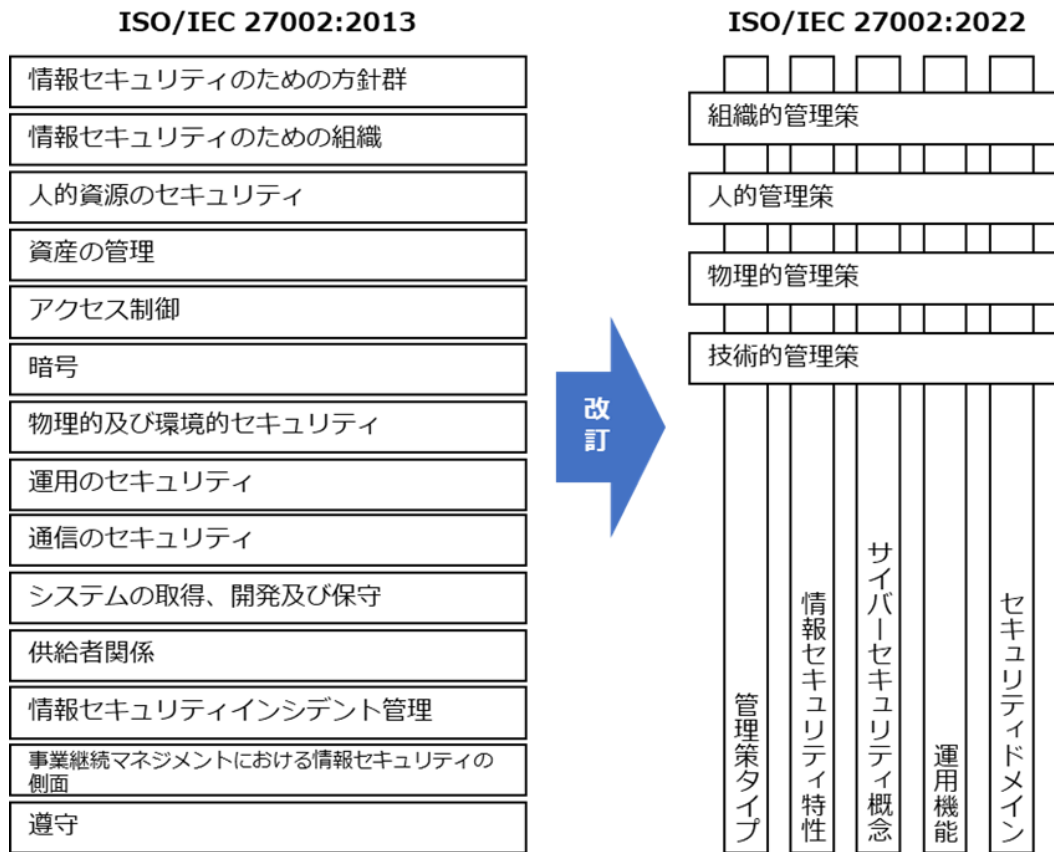 ISO/IEC 27002:2013
情報セキュリティのための方針群
情報セキュリティのための組織
人的資源のセキュリティ
資産の管理
アクセス制御
暗号
物理的及び環境的セキュリティ
運用のセキュリティ
通信のセキュリティ
システムの取得、開発及び保守
供給者関係
情報セキュリティインシデント管理
事業継続マネジメントにおける情報セキュリティの
側面
遵守
改訂
ISO/IEC 27002:2022
組織的管理策
人的管理策
物理的管理策
技術的管理策
管理策タイプ
情報セキュリティ特性
サイバーセキュリティ概念
運用機能
セキュリティドメイン